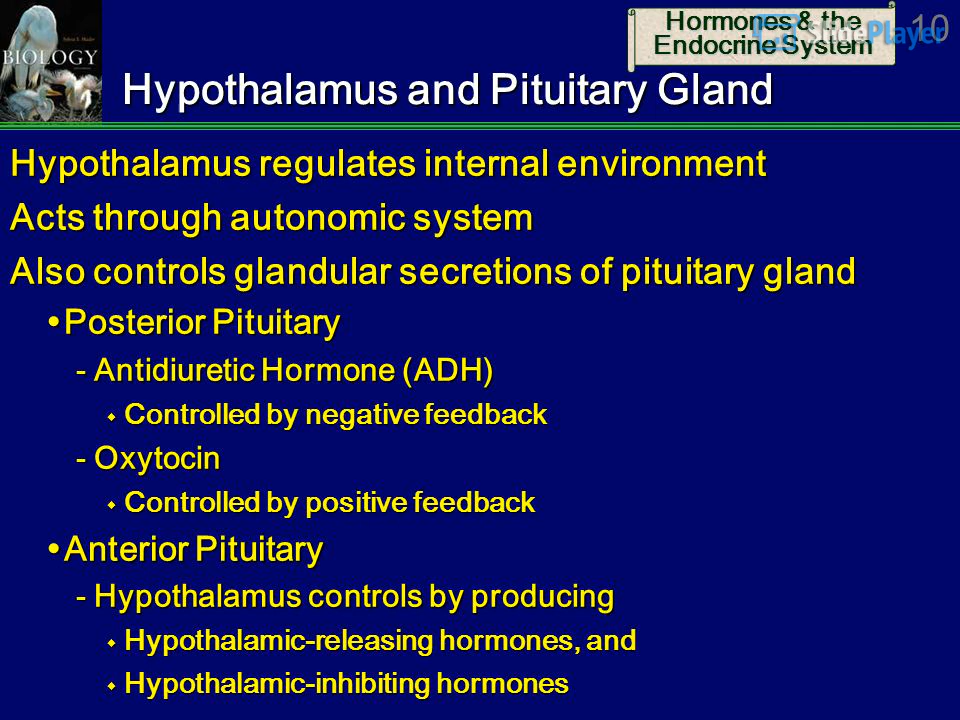 Hormones & the
Endocrine System
SlidePlayer
10
BIOLOGY
Hypothalamus and Pituitary Gland
Hypothalamus regulates internal environment
Acts through autonomic system
Also controls glandular secretions of pituitary gland
•Posterior Pituitary
- Antidiuretic Hormone (ADH)
◆ Controlled by negative feedback
- Oxytocin
◆ Controlled by positive feedback
•Anterior Pituitary
- Hypothalamus controls by producing
◆ Hypothalamic-releasing hormones, and
◆ Hypothalamic-inhibiting hormones